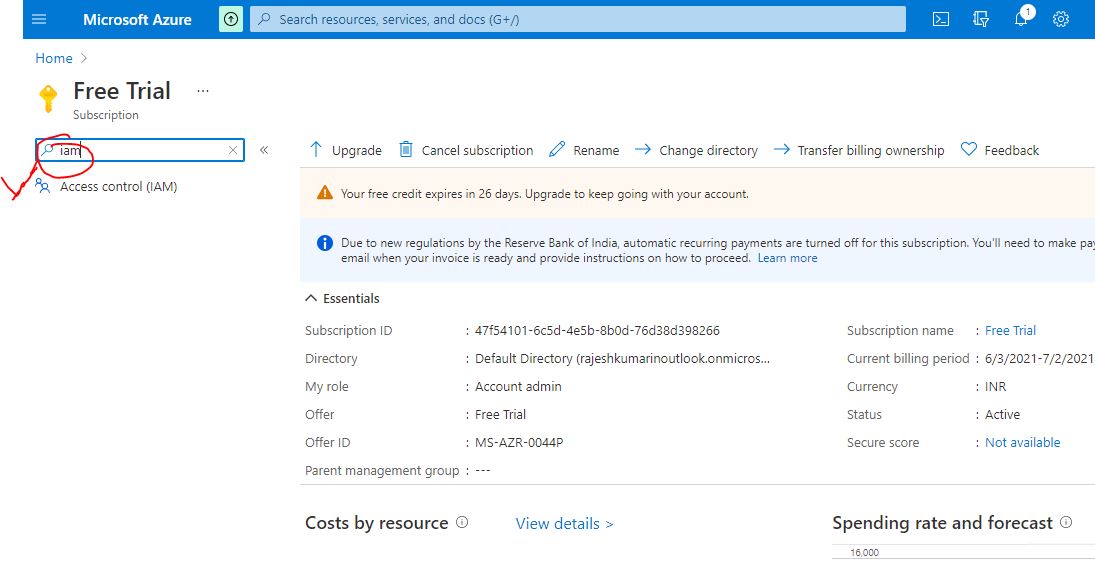 Microsoft Azure
Search resources, services, and docs (G+/)
1
Home
Free Trial
...
Subscription
iam
«
Upgrade
Cancel subscription
Rename
Change directory
Transfer billing ownership
Feedback
Access control (IAM)
Your free credit expires in 26 days. Upgrade to keep going with your account.
Due to new regulations by the Reserve Bank of India, automatic recurring payments are turned off for this subscription. You'll need to make pay
email when your invoice is ready and provide instructions on how to proceed. Learn more
Essentials
Subscription ID : 47f54101-6c5d-4e5b-8b0d-76d38d398266
Subscription name : Free Trial
Directory : Default Directory (rajeshkumarinoutlook.onmicros...
Current billing period : 6/3/2021-7/2/2021
My role : Account admin
Currency : INR
Offer : Free Trial
Status : Active
Offer ID : MS-AZR-0044P
Secure score : Not available
Parent management group : ---
Costs by resource
View details >
Spending rate and forecast
16,000